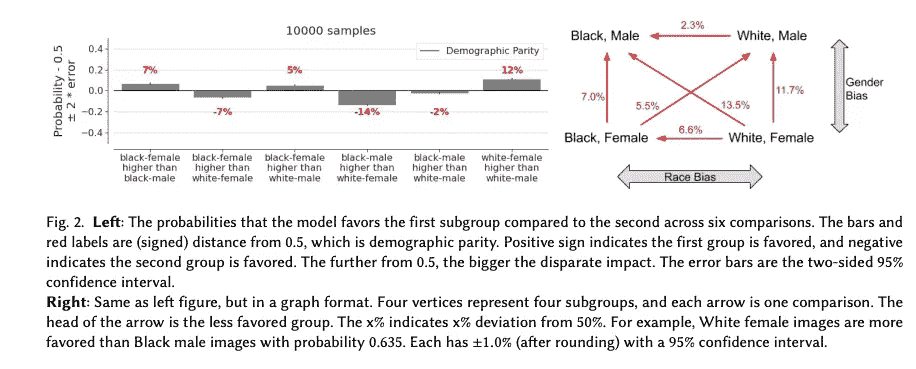 10000 samples
Probability - 0.5
± 2 * error
0.4
0.2
0.0
−0.2
−0.4
Demographic Parity
7%
-7%
5%
-14%
-2%
12%
black-female
higher than
black-male
black-female
higher than
white-female
black-female
higher than
white-male
black-male
higher than
white-female
black-male
higher than
white-male
white-female
higher than
white-male
Black, Male
2.3%
White, Male
7.0%
5.5%
13.5%
11.7%
Gender
Bias
Black, Female
6.6%
White, Female
Race Bias
Fig. 2. Left: The probabilities that the model favors the first subgroup compared to the second across six comparisons. The bars and
red labels are (signed) distance from 0.5, which is demographic parity. Positive sign indicates the first group is favored, and negative
indicates the second group is favored. The further from 0.5, the bigger the disparate impact. The error bars are the two-sided 95%
confidence interval.
Right: Same as left figure, but in a graph format. Four vertices represent four subgroups, and each arrow is one comparison. The
head of the arrow is the less favored group. The x% indicates x% deviation from 50%. For example, White female images are more
favored than Black male images with probability 0.635. Each has ±1.0% (after rounding) with a 95% confidence interval.